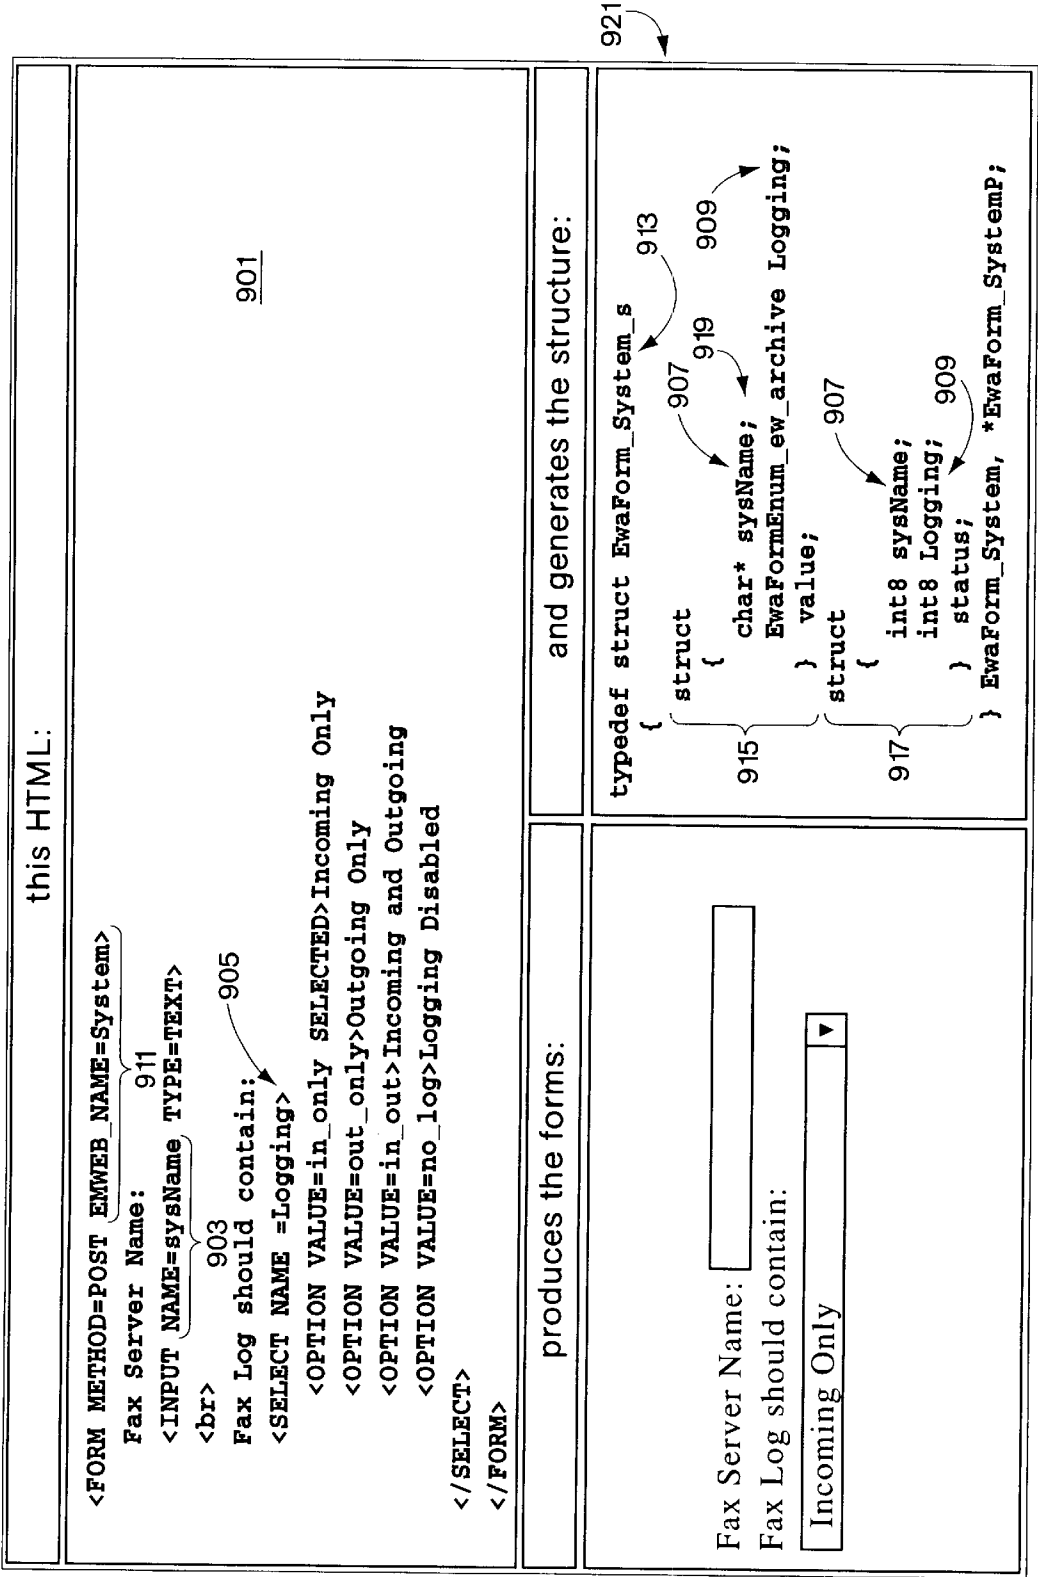 this HTML:
<FORM METHOD=POST EMWEB_NAME=System>
911
Fax Server Name:
<INPUT NAME=sysName TYPE=TEXT>
903
<br>
Fax Log should contain:
905
<SELECT NAME =Logging>
<OPTION VALUE=in_only SELECTED>Incoming Only
<OPTION VALUE=out_only>Outgoing Only
<OPTION VALUE=in_out>Incoming and Outgoing
<OPTION VALUE=no_log>Logging Disabled
</SELECT>
</FORM>
901
produces the forms:
Fax Server Name:
Fax Log should contain:
Incoming Only
and generates the structure:
921
typedef struct EwaForm_System_s
913
{
struct
907
919
909
{
char* sysName;
EwaFormEnum_ew_archive Logging;
} value;
915
struct
907
{
int8 sysName;
int8 Logging;
909
} status;
917
} EwaForm_System, *EwaForm_SystemP;